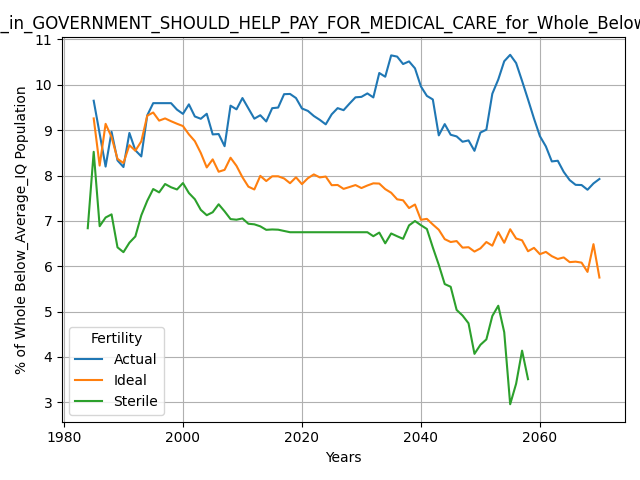 _in_GOVERNMENT_SHOULD_HELP_PAY_FOR_MEDICAL_CARE_for_Whole_Below
11
10
9
8
7
6
5
4
3
% of Whole Below_Average_IQ Population
Fertility
Actual
Ideal
Sterile
1980
2000
2020
2040
2060
Years